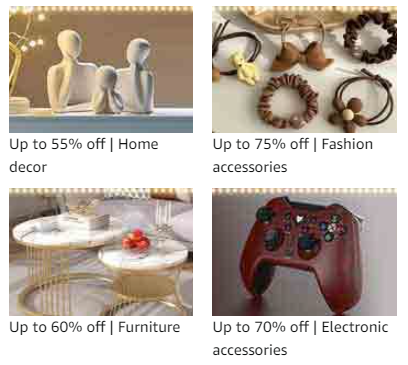 Up to 55% off | Home
decor
Up to 75% off | Fashion
accessories
Up to 60% off | Furniture
Up to 70% off | Electronic
accessories